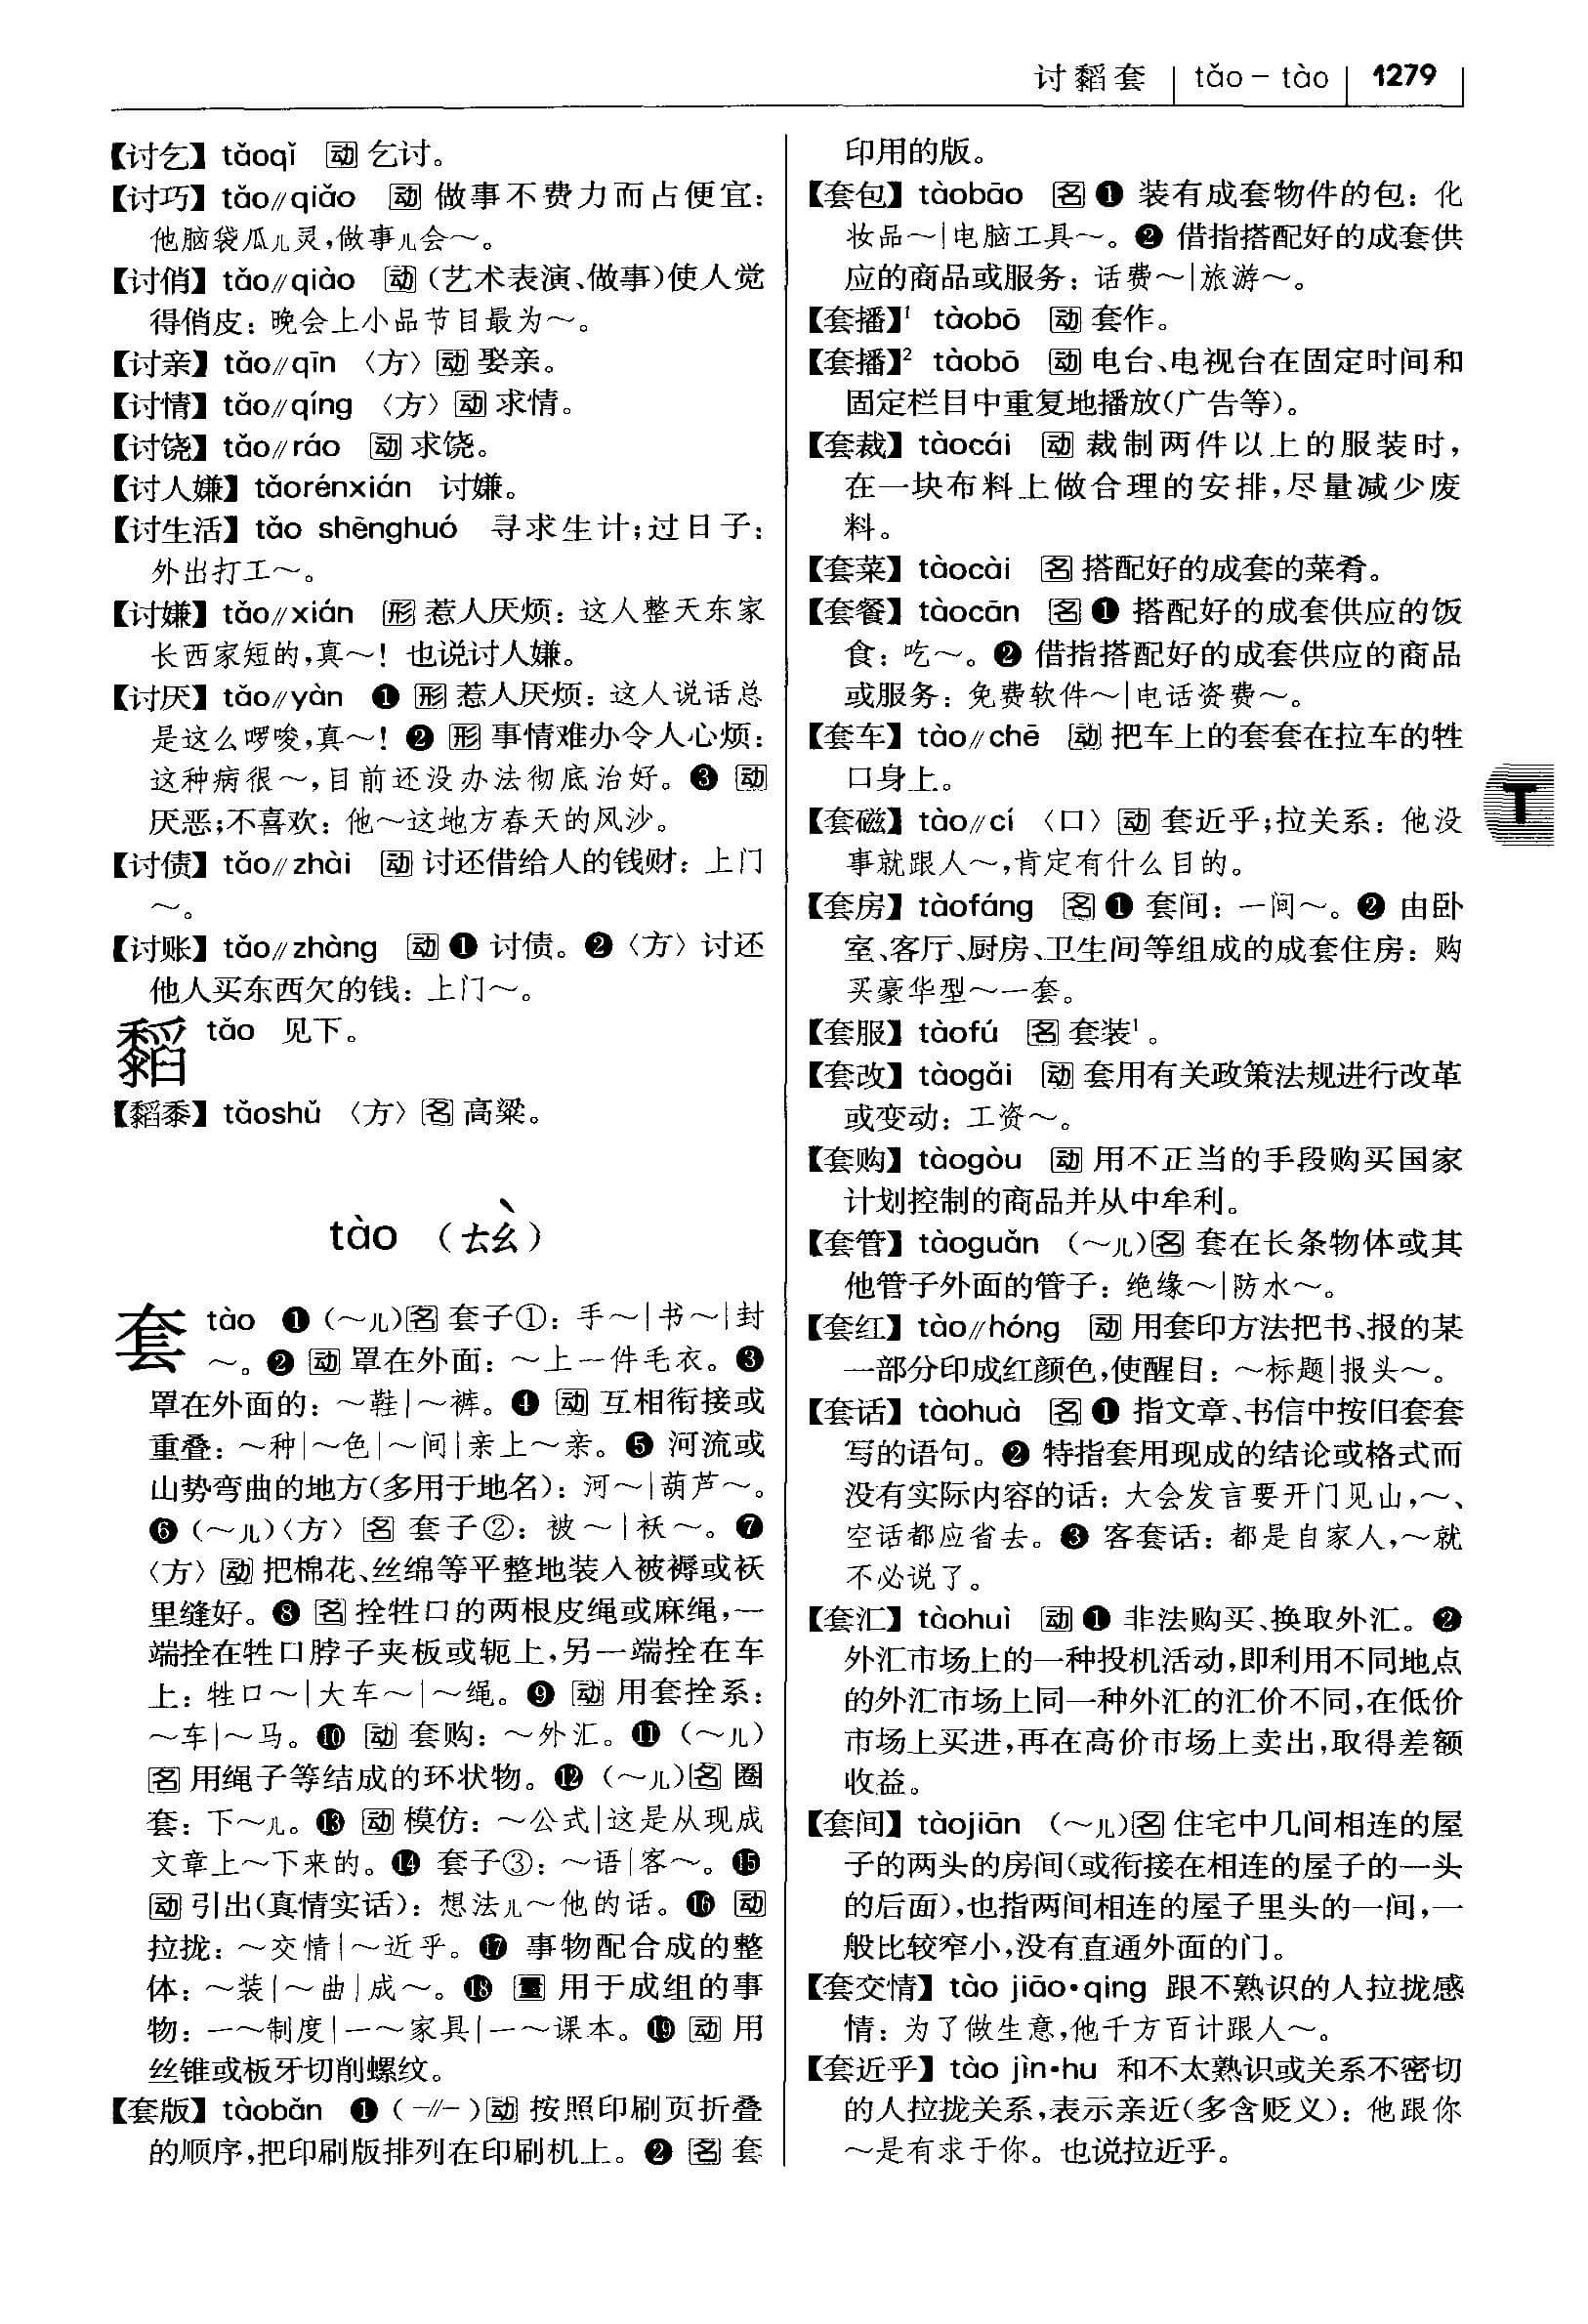 讨䅯套 | tǎo－tào | 1279
【讨乞】 tǎoqǐ 动 乞讨。
【讨巧】 tǎo//qiǎo 动 做事不费力而占便宜：
他脑袋瓜儿灵，做事儿会～。
【讨俏】 tǎo//qiào 动（艺术表演、做事）使人觉
得俏皮：晚会上小品节目最为～。
【讨亲】 tǎo//qīn 〈方〉动 娶亲。
【讨情】 tǎo//qíng 〈方〉动 求情。
【讨饶】 tǎo//ráo 动 求饶。
【讨人嫌】 tǎorénxián 讨嫌。
【讨生活】 tǎo shēnghuó 寻求生计；过日子：
外出打工～。
【讨嫌】 tǎo//xián 形 惹人厌烦：这人整天东家
长西家短的，真～！也说讨人嫌。
【讨厌】 tǎo//yàn ❶ 形 惹人厌烦：这人说话总
是这么啰唆，真～！❷ 形 事情难办令人心烦：
这种病很～，目前还没办法彻底治好。❸ 动
厌恶；不喜欢：他～这地方春天的风沙。
【讨债】 tǎo//zhài 动 讨还借给人的钱财：上门
～。
【讨账】 tǎo//zhàng 动 ❶ 讨债。❷〈方〉讨还
他人买东西欠的钱：上门～。
䅯 tǎo 见下。
【䅯黍】 tǎoshǔ 〈方〉名 高粱。
tào （ㄊㄠˋ）
套 tào ❶（～儿）名 套子①：手～|书～|封
～。❷ 动 罩在外面：～上一件毛衣。❸
罩在外面的：～鞋|～裤。❹ 动 互相衔接或
重叠：～种|～色|～间|亲上～亲。❺ 河流或
山势弯曲的地方（多用于地名）：河～|葫芦～。
❻（～儿）〈方〉名 套子②：被～|袄～。❼
〈方〉动 把棉花、丝绵等平整地装入被褥或袄
里缝好。❽ 名 拴牲口的两根皮绳或麻绳，一
端拴在牲口脖子夹板或轭上，另一端拴在车
上：牲口～|大车～|～绳。❾ 动 用套拴系：
～车|～马。❿ 动 套购：～外汇。⓫（～儿）
名 用绳子等结成的环状物。⓬（～儿）名 圈
套：下～儿。⓭ 动 模仿：～公式|这是从现成
文章上～下来的。⓮ 套子③：～语|客～。⓯
动 引出（真情实话）：想法儿～他的话。⓰ 动
拉拢：～交情|～近乎。⓱ 事物配合成的整
体：～装|～曲|成～。⓲ 量 用于成组的事
物：一～制度|一～家具|一～课本。⓳ 动 用
丝锥或板牙切削螺纹。
【套版】 tàobǎn ❶（-//-）动 按照印刷页折叠
的顺序，把印刷版排列在印刷机上。❷ 名 套
印用的版。
【套包】 tàobāo 名 ❶ 装有成套物件的包：化
妆品～|电脑工具～。❷ 借指搭配好的成套供
应的商品或服务：话费～|旅游～。
【套播】¹ tàobō 动 套作。
【套播】² tàobō 动 电台、电视台在固定时间和
固定栏目中重复地播放（广告等）。
【套裁】 tàocái 动 裁制两件以上的服装时，
在一块布料上做合理的安排，尽量减少废
料。
【套菜】 tàocài 名 搭配好的成套的菜肴。
【套餐】 tàocān 名 ❶ 搭配好的成套供应的饭
食：吃～。❷ 借指搭配好的成套供应的商品
或服务：免费软件～|电话资费～。
【套车】 tào//chē 动 把车上的套套在拉车的牲
口身上。
【套磁】 tào//cí 〈口〉动 套近乎；拉关系：他没
事就跟人～，肯定有什么目的。
【套房】 tàofáng 名 ❶ 套间：一间～。❷ 由卧
室、客厅、厨房、卫生间等组成的成套住房：购
买豪华型～一套。
【套服】 tàofú 名 套装¹。
【套改】 tàogǎi 动 套用有关政策法规进行改革
或变动：工资～。
【套购】 tàogòu 动 用不正当的手段购买国家
计划控制的商品并从中牟利。
【套管】 tàoguǎn （～儿）名 套在长条物体或其
他管子外面的管子：绝缘～|防水～。
【套红】 tào//hóng 动 用套印方法把书、报的某
一部分印成红颜色，使醒目：～标题|报头～。
【套话】 tàohuà 名 ❶ 指文章、书信中按旧套套
写的语句。❷ 特指套用现成的结论或格式而
没有实际内容的话：大会发言要开门见山，～、
空话都应省去。❸ 客套话：都是自家人，～就
不必说了。
【套汇】 tàohuì 动 ❶ 非法购买、换取外汇。❷
外汇市场上的一种投机活动，即利用不同地点
的外汇市场上同一种外汇的汇价不同，在低价
市场上买进，再在高价市场上卖出，取得差额
收益。
【套间】 tàojiān （～儿）名 住宅中几间相连的屋
子的两头的房间（或衔接在相连的屋子的一头
的后面），也指两间相连的屋子里头的一间，一
般比较窄小，没有直通外面的门。
【套交情】 tào jiāo•qing 跟不熟识的人拉拢感
情：为了做生意，他千方百计跟人～。
【套近乎】 tào jìn•hu 和不太熟识或关系不密切
的人拉拢关系，表示亲近（多含贬义）：他跟你
～是有求于你。也说拉近乎。
T